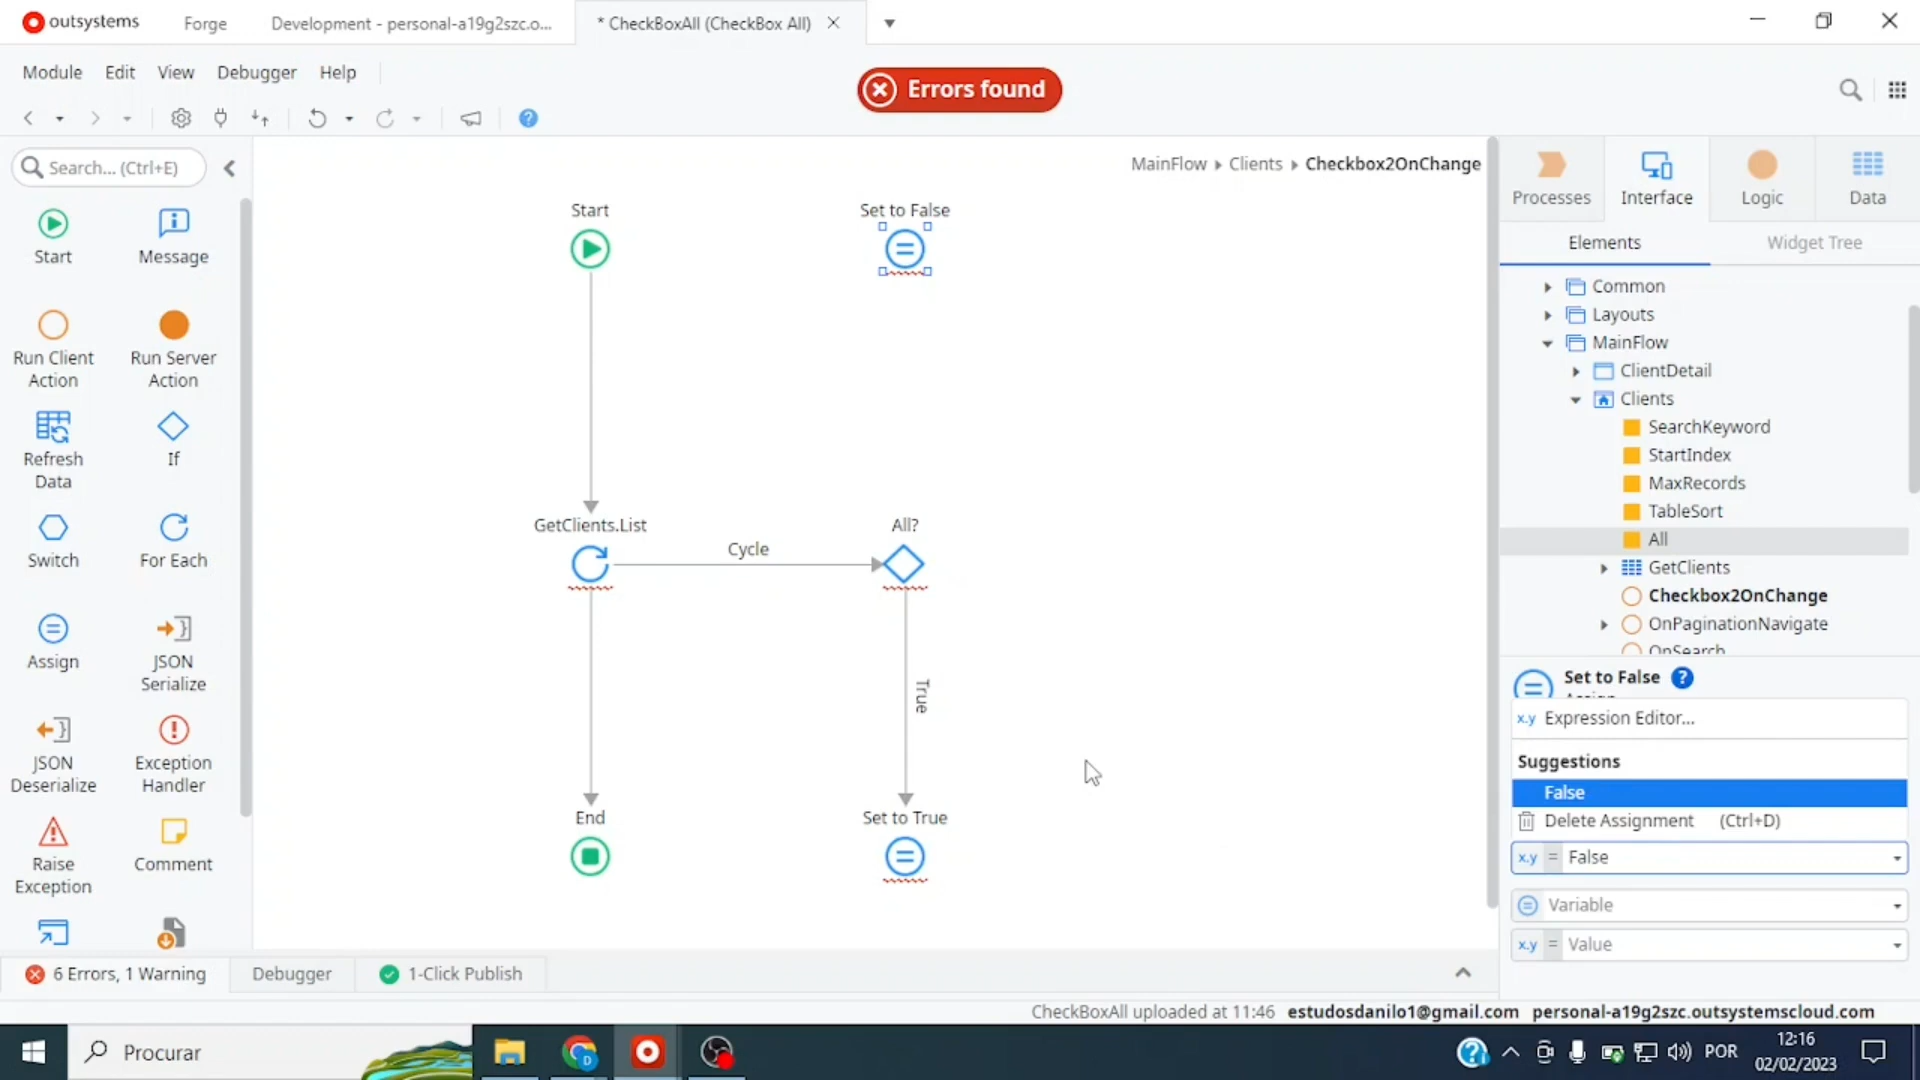 outsystems
Forge
Development - personal-a19g2szc.o...
* CheckBoxAll (CheckBox All)
Module
Edit
View
Debugger
Help
Errors found
Search... (Ctrl+E)
Start
Message
Run Client
Action
Run Server
Action
Refresh
Data
If
Switch
For Each
Assign
JSON
Serialize
JSON
Deserialize
Exception
Handler
Raise
Exception
Comment
MainFlow
Clients
Checkbox2OnChange
Start
Set to False
GetClients.List
Cycle
All?
True
End
Set to True
Processes
Interface
Logic
Data
Elements
Widget Tree
Common
Layouts
MainFlow
ClientDetail
Clients
SearchKeyword
StartIndex
MaxRecords
TableSort
All
GetClients
Checkbox2OnChange
OnPaginationNavigate
OnSearch
Set to False
Assign
x.y Expression Editor...
Suggestions
False
Delete Assignment (Ctrl+D)
x.y = False
Variable
x.y = Value
6 Errors, 1 Warning
Debugger
1-Click Publish
CheckBoxAll uploaded at 11:46 estudosdanilo1@gmail.com personal-a19g2szc.outsystemscloud.com
Procurar
POR
12:16
02/02/2023